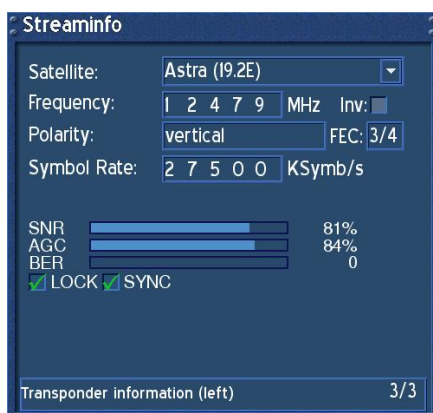 Streaminfo
Satellite: Astra (19.2E)
Frequency: 1 2 4 7 9 MHz Inv:
Polarity: vertical FEC: 3/4
Symbol Rate: 2 7 5 0 0 KSymb/s
SNR 81%
AGC 84%
BER 0
LOCK SYNC
Transponder information (left) 3/3